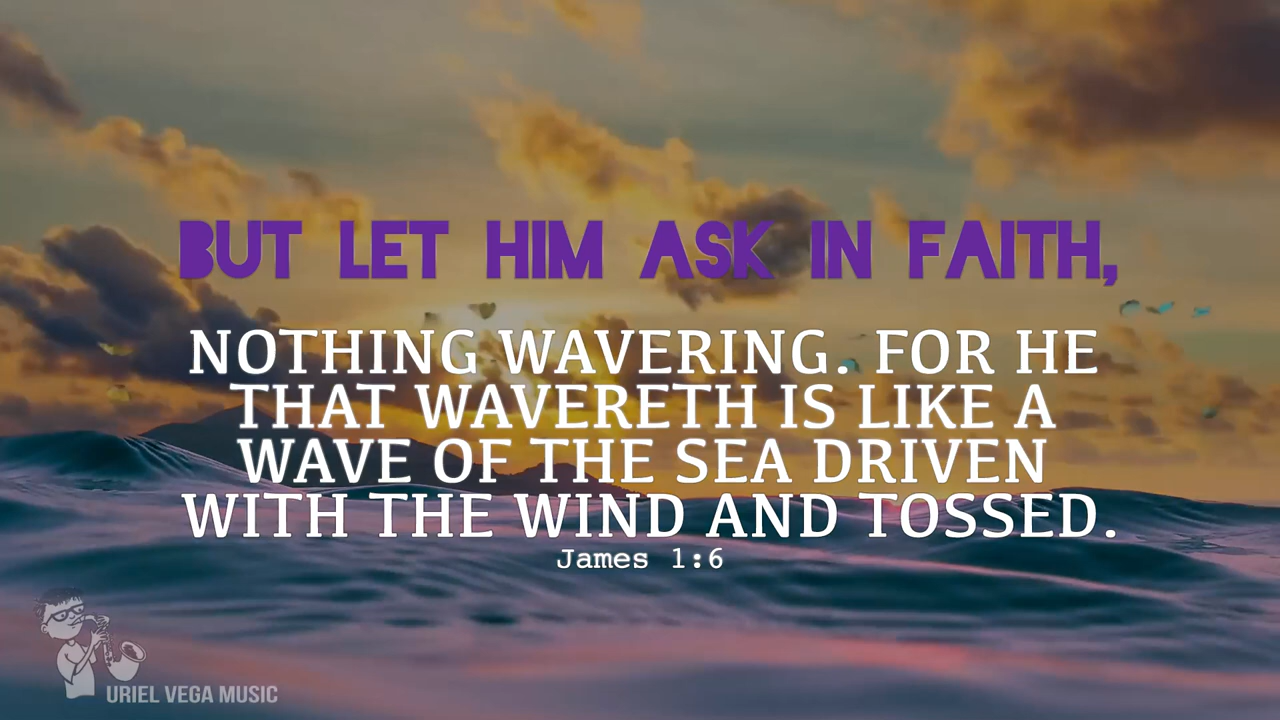 BUT LET HIM ASK IN FAITH,
NOTHING WAVERING. FOR HE
THAT WAVERETH IS LIKE A
WAVE OF THE SEA DRIVEN
WITH THE WIND AND TOSSED.
James 1:6
URIEL VEGA MUSIC